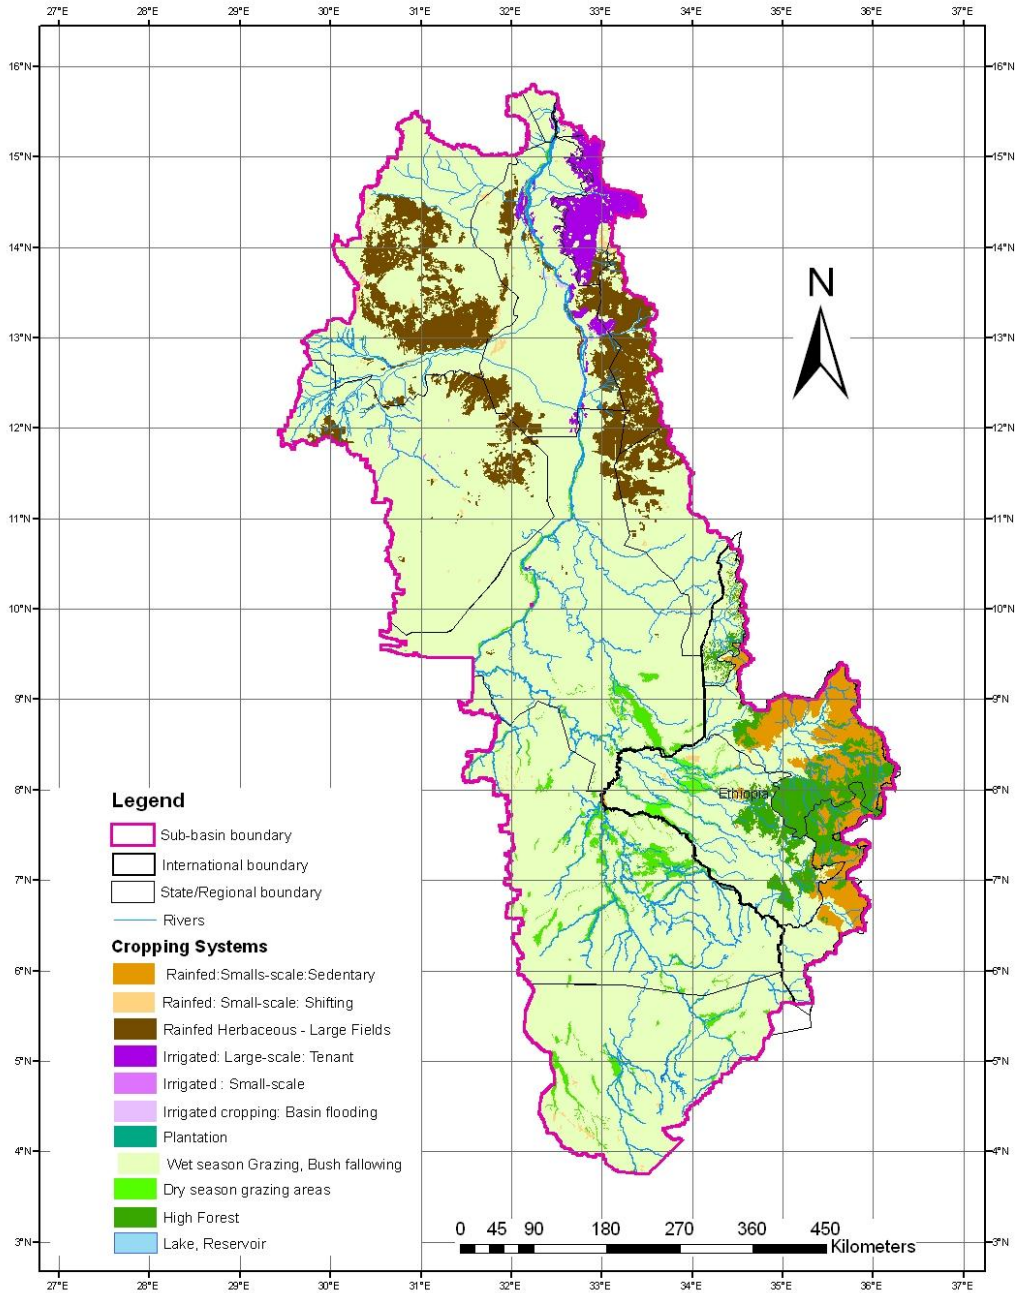 27°E 28°E 29°E 30°E 31°E 32°E 33°E 34°E 35°E 36°E 37°E
16°N 16°N
15°N 15°N
14°N 14°N
N
13°N 13°N
12°N 12°N
11°N 11°N
10°N 10°N
9°N 9°N
8°N 8°N
Ethiopia
Legend
Sub-basin boundary
International boundary
7°N 7°N
State/Regional boundary
Rivers
Cropping Systems
6°N 6°N
Rainfed:Smalls-scale:Sedentary
Rainfed: Small-scale: Shifting
Rainfed Herbaceous - Large Fields
5°N 5°N
Irrigated: Large-scale: Tenant
Irrigated : Small-scale
Irrigated cropping: Basin flooding
Plantation
4°N 4°N
Wet season Grazing, Bush fallowing
Dry season grazing areas
High Forest
3°N 3°N
Lake, Reservoir
0 45 90 180 270 360 450
Kilometers
27°E 28°E 29°E 30°E 31°E 32°E 33°E 34°E 35°E 36°E 37°E